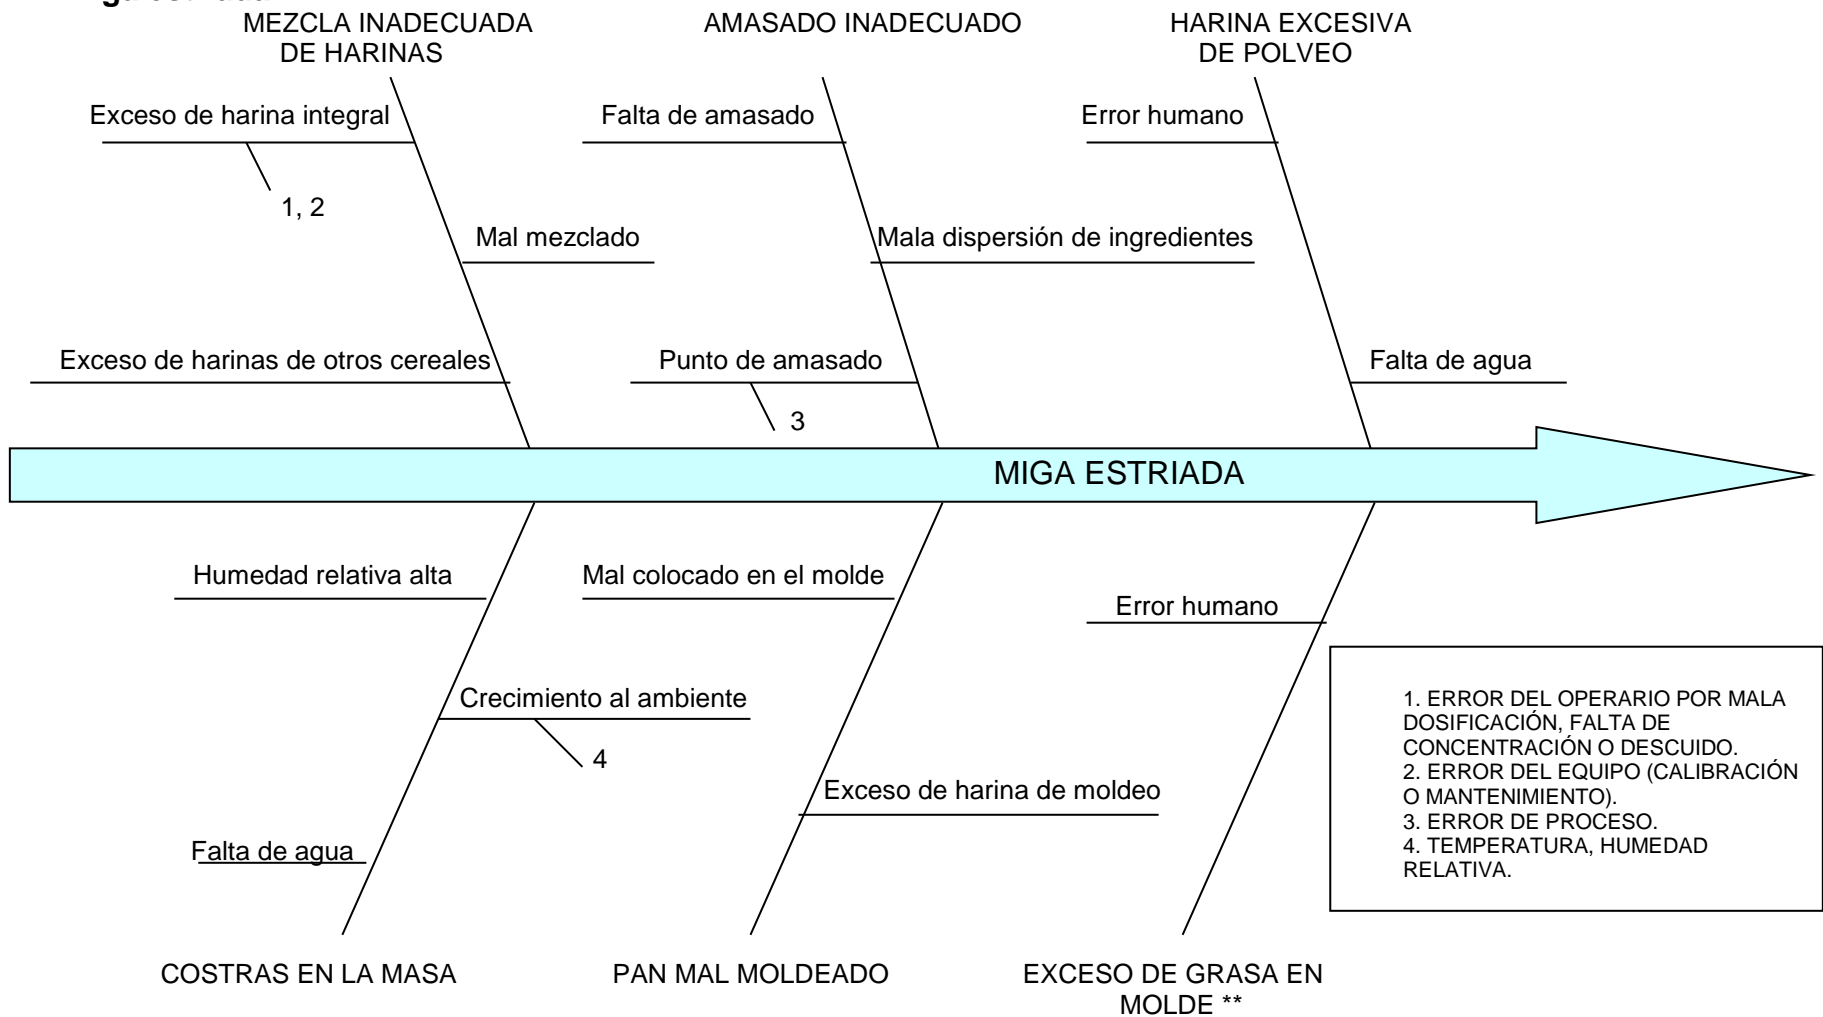 MEZCLA INADECUADA
DE HARINAS
AMASADO INADECUADO
HARINA EXCESIVA
DE POLVEO
Exceso de harina integral
Falta de amasado
Error humano
1, 2
Mal mezclado
Mala dispersión de ingredientes
Exceso de harinas de otros cereales
Punto de amasado
Falta de agua
3
MIGA ESTRIADA
Humedad relativa alta
Mal colocado en el molde
Error humano
Crecimiento al ambiente
4
Exceso de harina de moldeo
Falta de agua
1. ERROR DEL OPERARIO POR MALA
DOSIFICACIÓN, FALTA DE
CONCENTRACIÓN O DESCUIDO.
2. ERROR DEL EQUIPO (CALIBRACIÓN
O MANTENIMIENTO).
3. ERROR DE PROCESO.
4. TEMPERATURA, HUMEDAD
RELATIVA.
COSTRAS EN LA MASA
PAN MAL MOLDEADO
EXCESO DE GRASA EN
MOLDE **